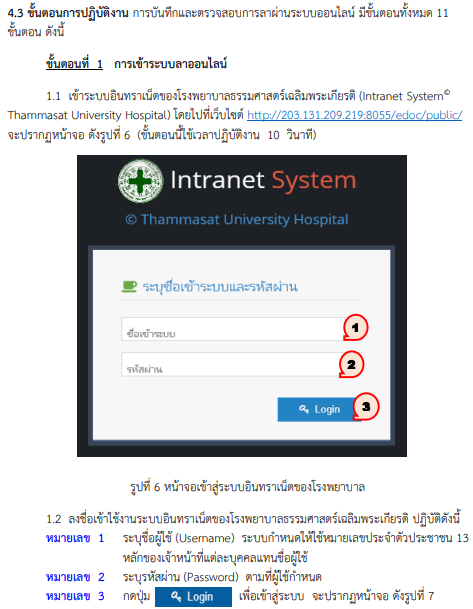 4.3 ขั้นตอนการปฏิบัติงาน การบันทึกและตรวจสอบการลาผ่านระบบออนไลน์ มีขั้นตอนทั้งหมด 11
ขั้นตอน ดังนี้
ขั้นตอนที่ 1 การเข้าระบบลาออนไลน์
1.1 เข้าระบบอินทราเน็ตของโรงพยาบาลธรรมศาสตร์เฉลิมพระเกียรติ (Intranet System©
Thammasat University Hospital) โดยไปที่เว็บไซต์ http://203.131.209.219:8055/edoc/public/
จะปรากฏหน้าจอ ดังรูปที่ 6 (ขั้นตอนนี้ใช้เวลาปฏิบัติงาน 10 วินาที)
Intranet System
© Thammasat University Hospital
ระบุชื่อเข้าระบบและรหัสผ่าน
ชื่อเข้าระบบ 1
รหัสผ่าน 2
Login 3
รูปที่ 6 หน้าจอเข้าสู่ระบบอินทราเน็ตของโรงพยาบาล
1.2 ลงชื่อเข้าใช้งานระบบอินทราเน็ตของโรงพยาบาลธรรมศาสตร์เฉลิมพระเกียรติ ปฏิบัติดังนี้
หมายเลข 1 ระบุชื่อผู้ใช้ (Username) ระบบกำหนดให้ใช้หมายเลขประจำตัวประชาชน 13
หลักของเจ้าหน้าที่แต่ละบุคคลแทนชื่อผู้ใช้
หมายเลข 2 ระบุรหัสผ่าน (Password) ตามที่ผู้ใช้กำหนด
หมายเลข 3 กดปุ่ม Login เพื่อเข้าสู่ระบบ จะปรากฏหน้าจอ ดังรูปที่ 7